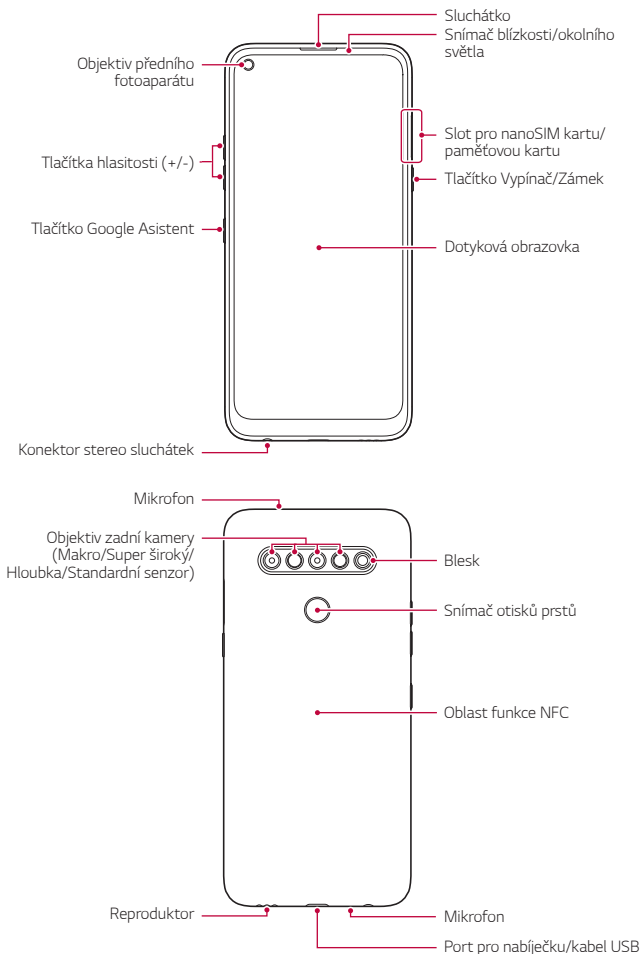 Sluchátko
Snímač blízkosti/okolního
světla
Objektiv předního
fotoaparátu
Slot pro nanoSIM kartu/
paměťovou kartu
Tlačítka hlasitosti (+/-)
Tlačítko Vypínač/Zámek
Tlačítko Google Asistent
Dotyková obrazovka
Konektor stereo sluchátek
Mikrofon
Objektiv zadní kamery
(Makro/Super široký/
Hloubka/Standardní senzor)
Blesk
Snímač otisků prstů
Oblast funkce NFC
Reproduktor
Mikrofon
Port pro nabíječku/kabel USB